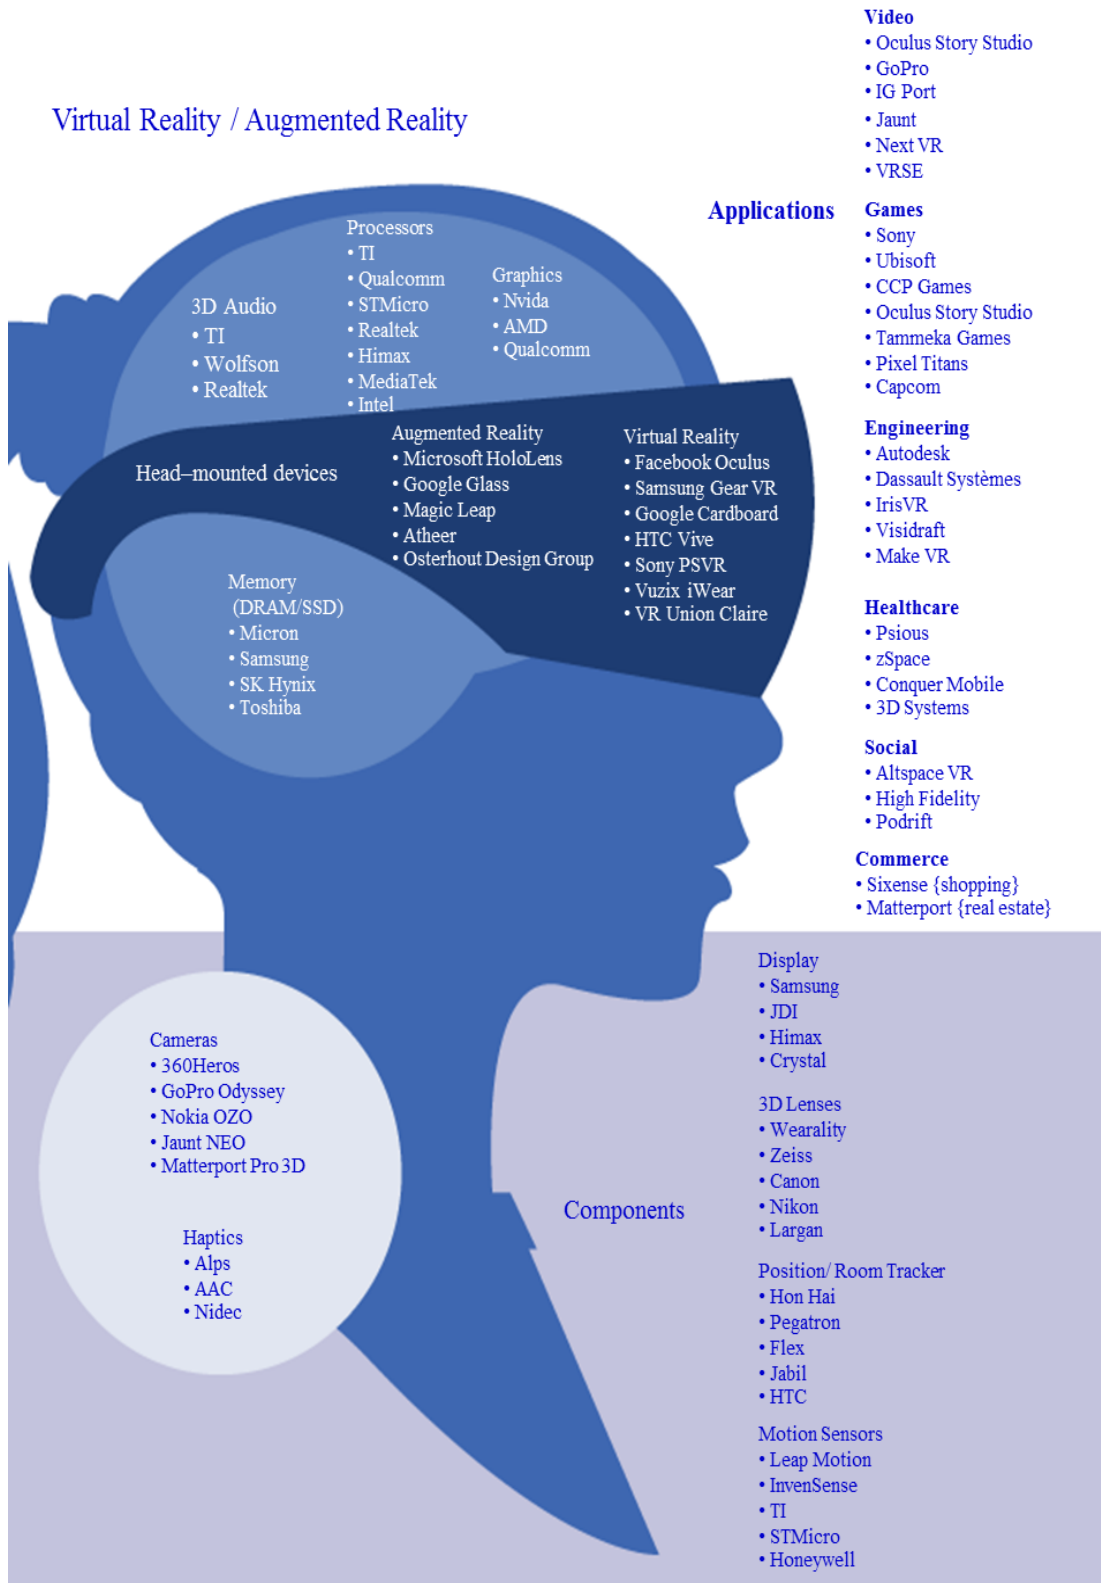 Virtual Reality / Augmented Reality
Applications
Video
• Oculus Story Studio
• GoPro
• IG Port
• Jaunt
• Next VR
• VRSE
Games
• Sony
• Ubisoft
• CCP Games
• Oculus Story Studio
• Tammeka Games
• Pixel Titans
• Capcom
Engineering
• Autodesk
• Dassault Systèmes
• IrisVR
• Visidraft
• Make VR
Healthcare
• Psious
• zSpace
• Conquer Mobile
• 3D Systems
Social
• Altspace VR
• High Fidelity
• Podrift
Commerce
• Sixense {shopping}
• Matterport {real estate}
3D Audio
• TI
• Wolfson
• Realtek
Processors
• TI
• Qualcomm
• STMicro
• Realtek
• Himax
• MediaTek
• Intel
Graphics
• Nvida
• AMD
• Qualcomm
Head–mounted devices
Augmented Reality
• Microsoft HoloLens
• Google Glass
• Magic Leap
• Atheer
• Osterhout Design Group
Virtual Reality
• Facebook Oculus
• Samsung Gear VR
• Google Cardboard
• HTC Vive
• Sony PSVR
• Vuzix iWear
• VR Union Claire
Memory
(DRAM/SSD)
• Micron
• Samsung
• SK Hynix
• Toshiba
Cameras
• 360Heros
• GoPro Odyssey
• Nokia OZO
• Jaunt NEO
• Matterport Pro 3D
Haptics
• Alps
• AAC
• Nidec
Components
Display
• Samsung
• JDI
• Himax
• Crystal
3D Lenses
• Wearality
• Zeiss
• Canon
• Nikon
• Largan
Position/ Room Tracker
• Hon Hai
• Pegatron
• Flex
• Jabil
• HTC
Motion Sensors
• Leap Motion
• InvenSense
• TI
• STMicro
• Honeywell